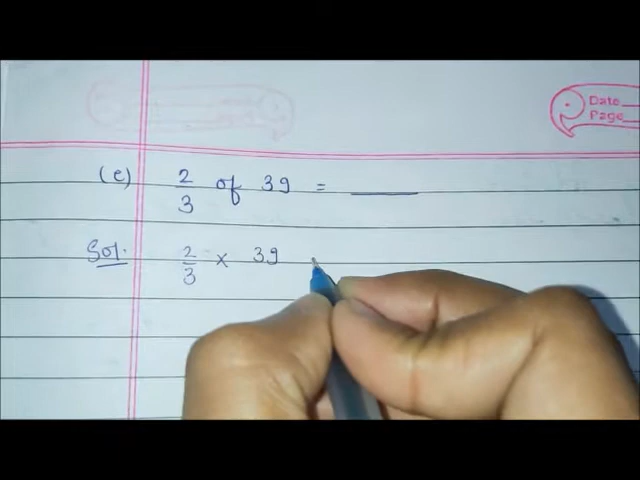 Date
Page
(e) 2/3 of 39 = ____
Sol. 2/3 × 39